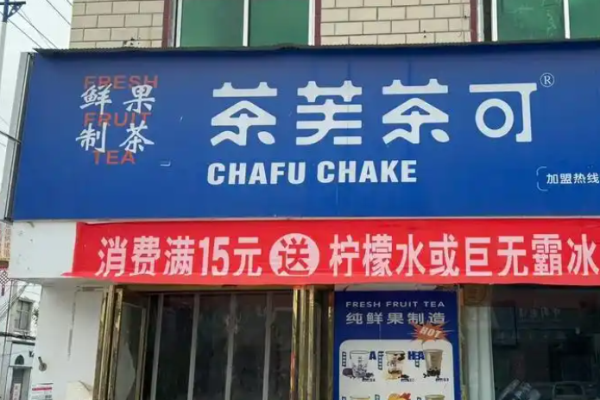 鲜果
制茶
FRESH
FRUIT
TEA
茶芙茶可®
CHAFU CHAKE
加盟热线
消费满15元送柠檬水或巨无霸冰
FRESH FRUIT TEA
纯鲜果制造
HOT